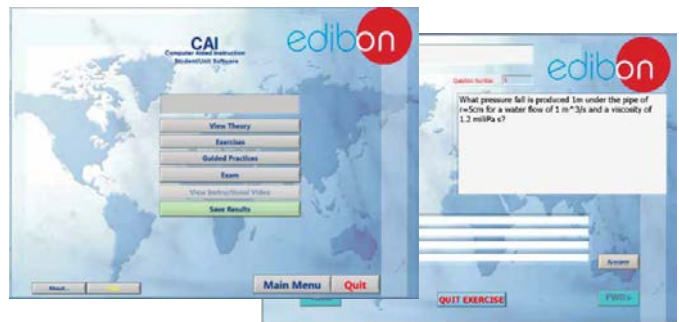 CAI
Computer Aided Instruction
Student/Unit Software
edibon
View Theory
Exercises
Guided Practices
Exam
View Instructional Video
Save Results
About...
Main Menu
Quit
edibon
Question Number
What pressure fall is produced 1m under the pipe of
r=5cm for a water flow of 1 m^3/s and a viscosity of
1.2 miliPa s?
Answer
QUIT EXERCISE
FWD>